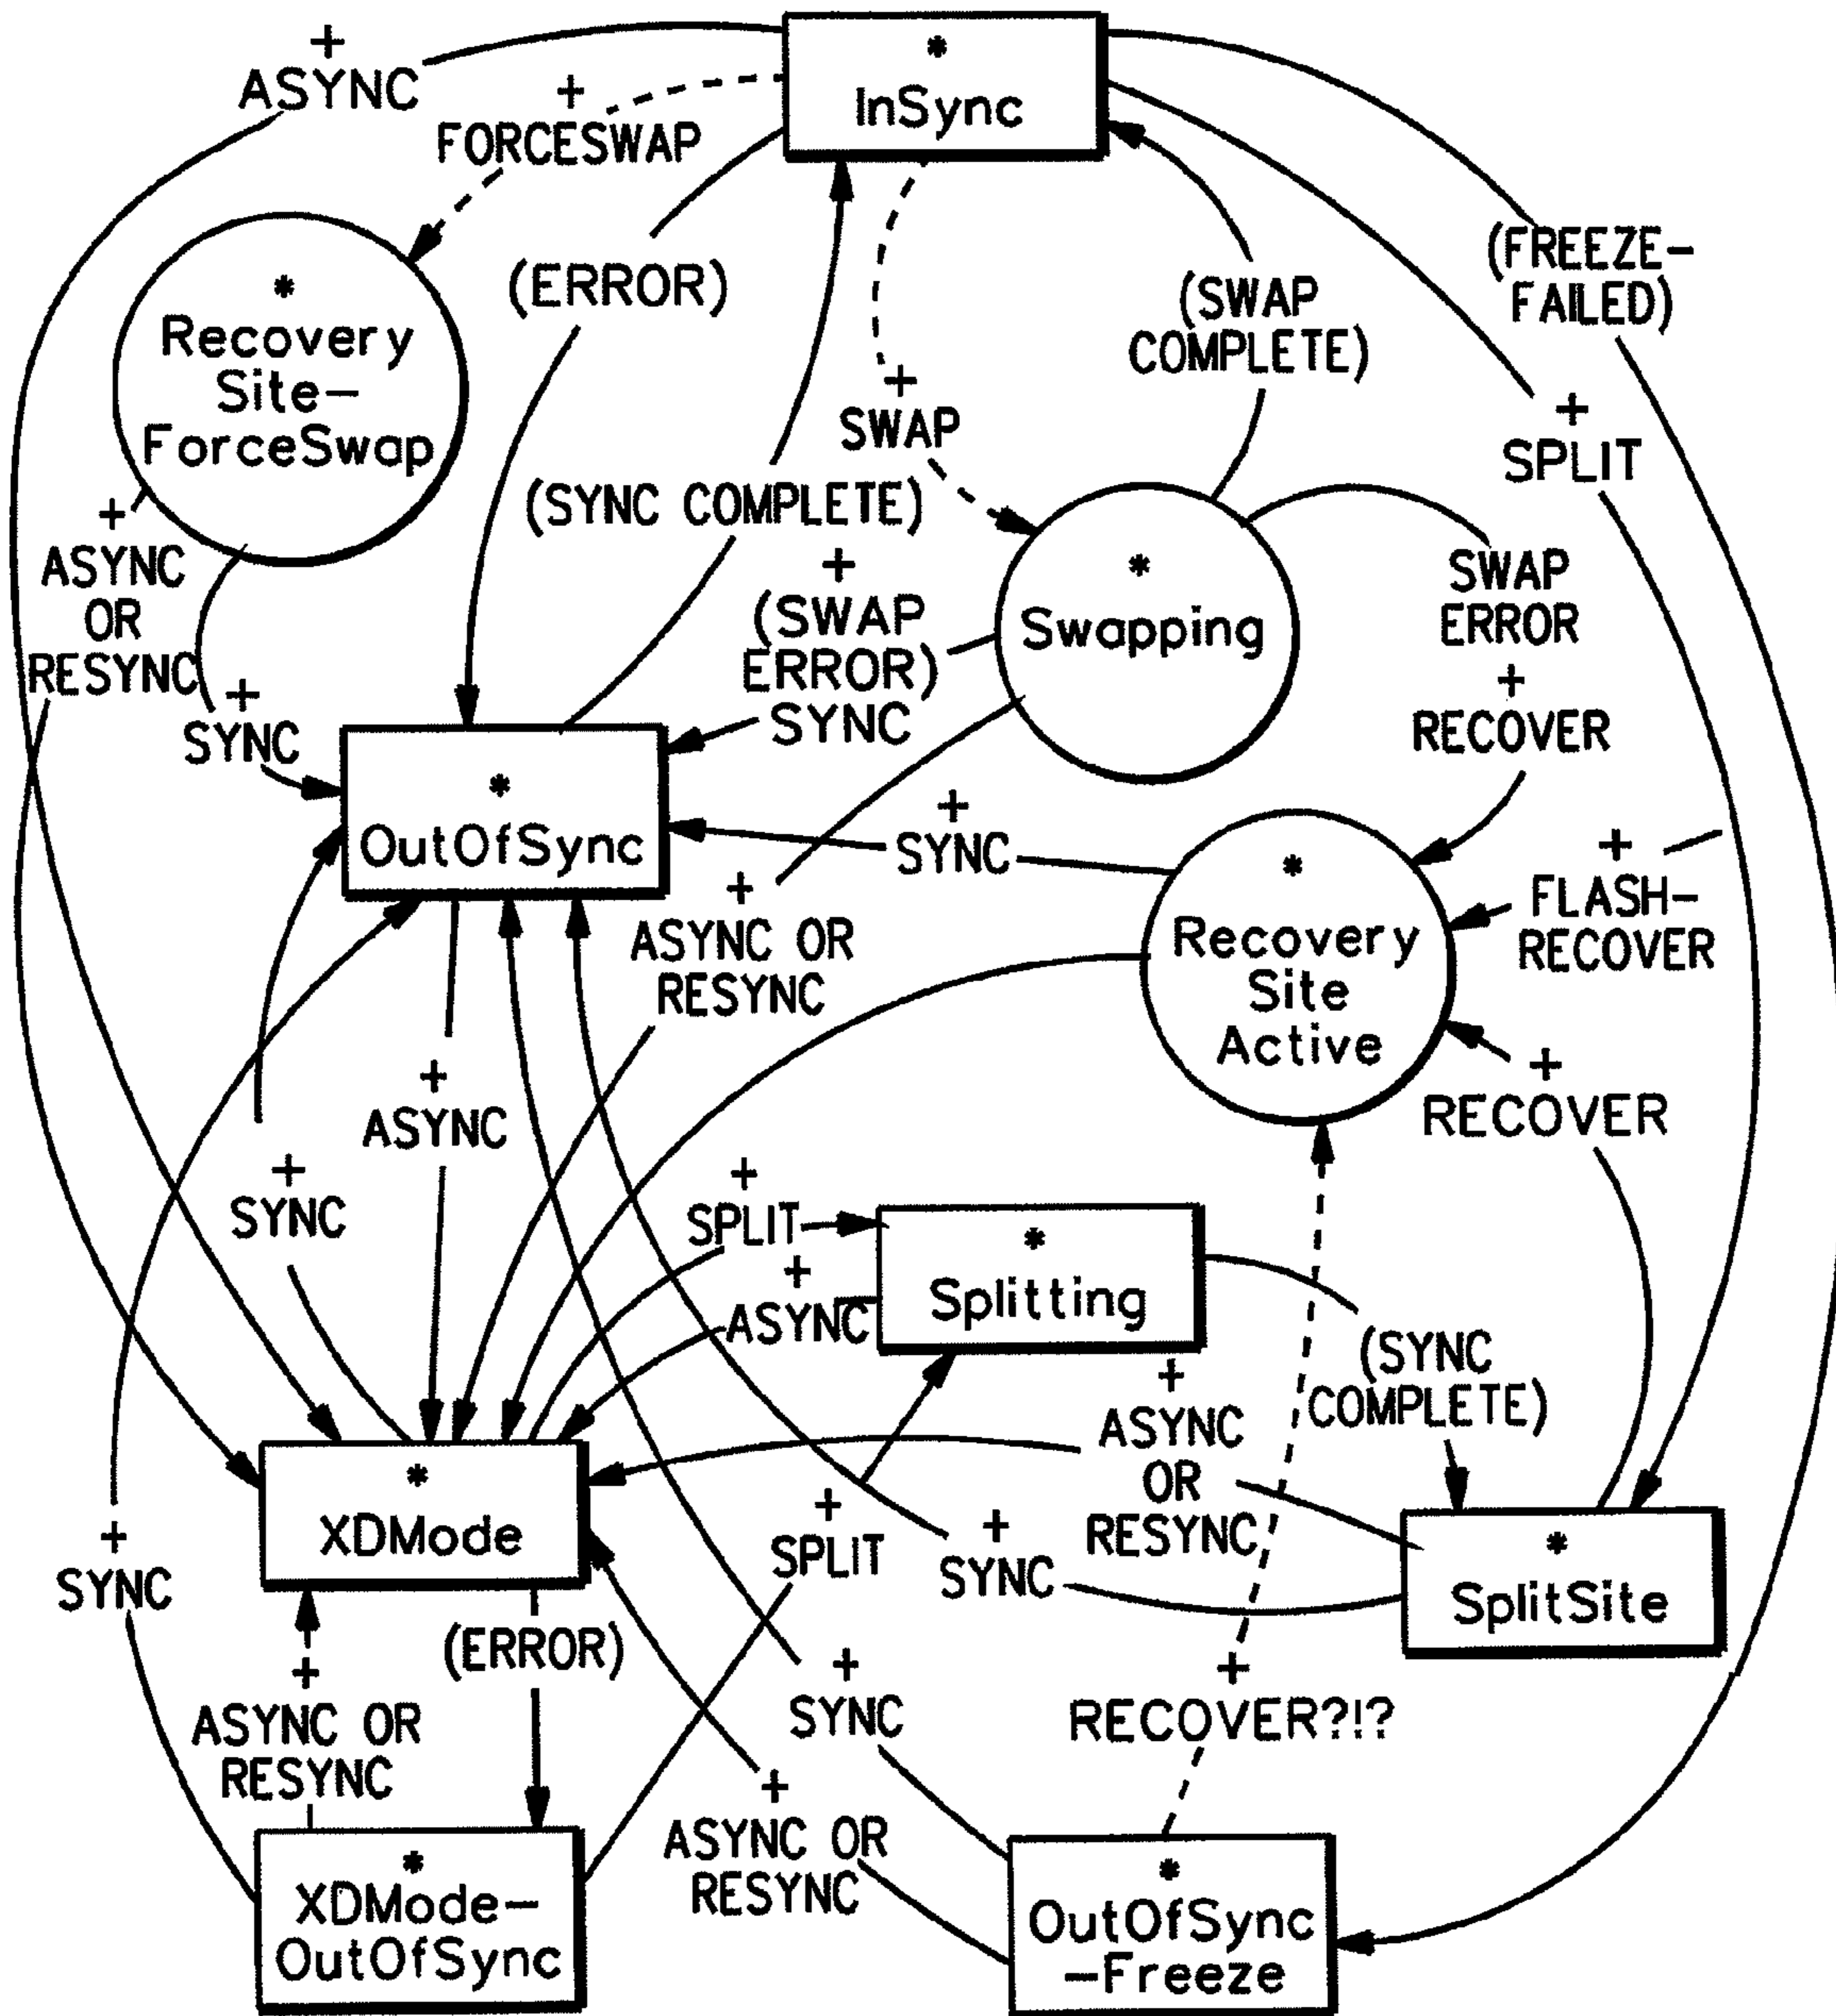 +
ASYNC
*
InSync
+
FORCESWAP
(FREEZE-
FAILED)
(ERROR)
(SWAP
COMPLETE)
*
Recovery
Site-
ForceSwap
+
SWAP
+
SPLIT
(SYNC COMPLETE)
+
ASYNC
OR
RESYNC
+
(SWAP
ERROR)
SYNC
*
Swapping
SWAP
ERROR
+
RECOVER
+
SYNC
*
OutOfSync
+
SYNC
+
FLASH-
RECOVER
*
Recovery
Site
Active
+
ASYNC OR
RESYNC
+
ASYNC
+
RECOVER
+
SYNC
+
SPLIT
+
ASYNC
*
Splitting
(SYNC
COMPLETE)
+
ASYNC
OR
RESYNC
*
XDMode
+
SYNC
+
SPLIT
+
SYNC
*
SplitSite
(ERROR)
+
ASYNC OR
RESYNC
+
SYNC
+
RECOVER?!?
+
ASYNC OR
RESYNC
*
XDMode-
OutOfSync
*
OutOfSync
-Freeze